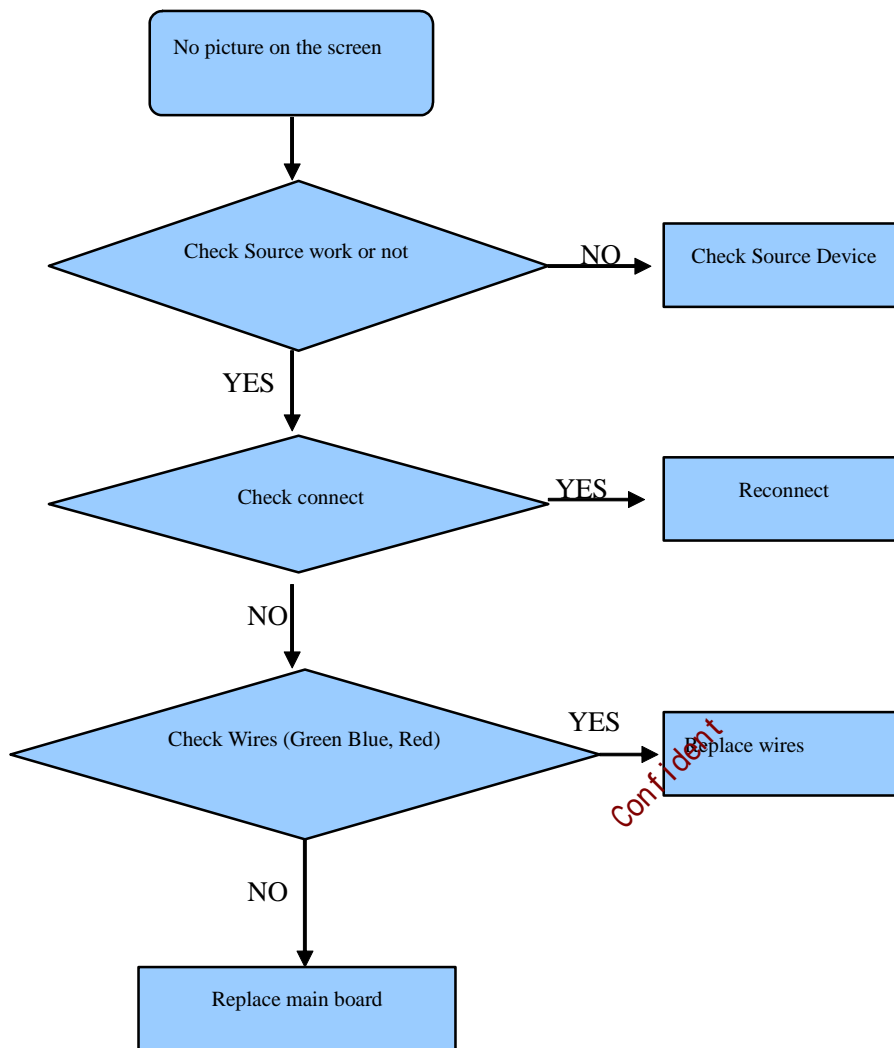 No picture on the screen
Check Source work or not
NO
Check Source Device
YES
Check connect
YES
Reconnect
NO
Check Wires (Green Blue, Red)
YES
Replace wires
Confident
NO
Replace main board